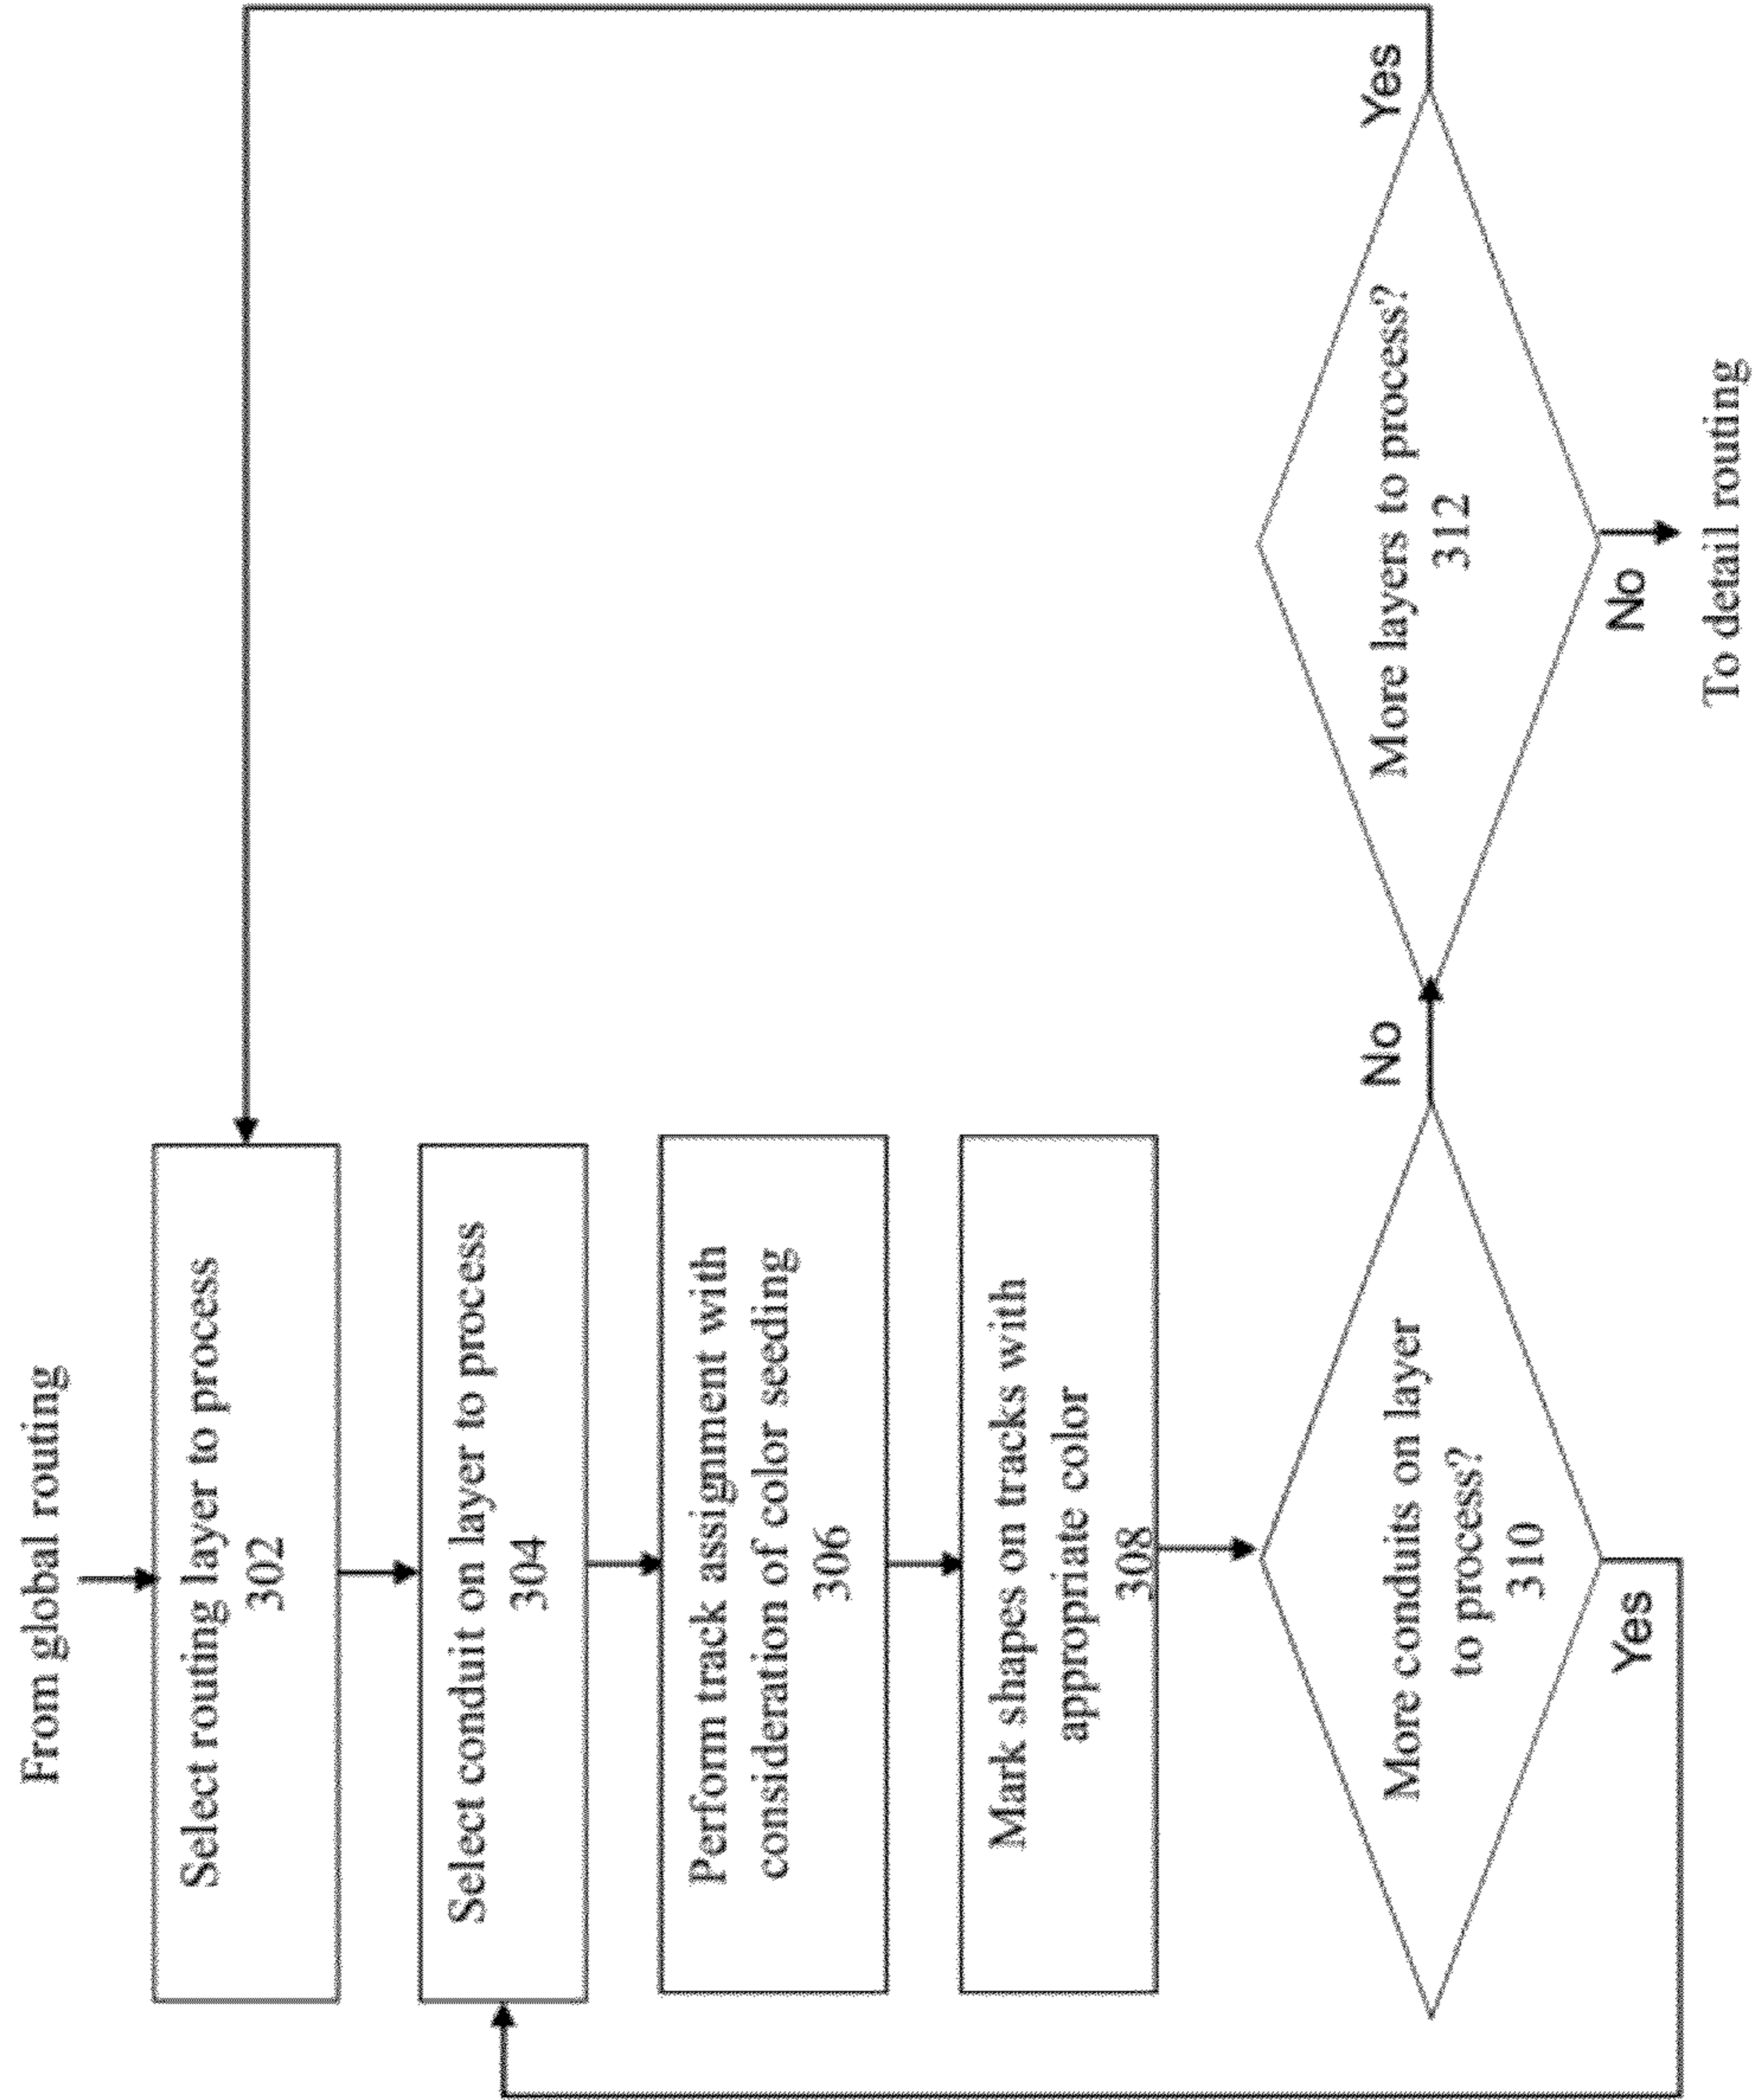 From global routing
Select routing layer to process
302
Select conduit on layer to process
304
Perform track assignment with
consideration of color seeding
306
Mark shapes on tracks with
appropriate color
308
More conduits on layer
to process?
310
Yes
No
More layers to process?
312
Yes
No
To detail routing